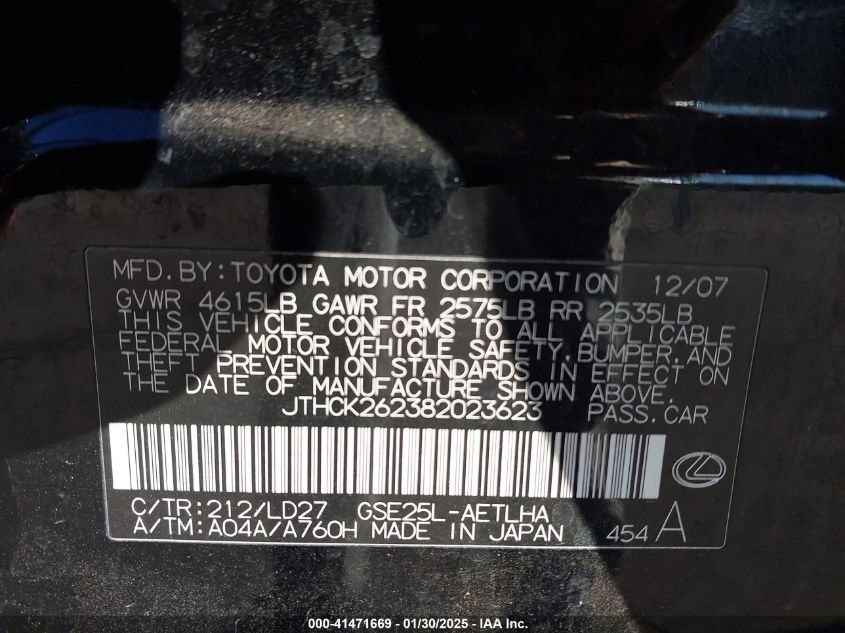 MFD. BY: TOYOTA MOTOR CORPORATION 12/07
GVWR 4615LB GAWR FR 2575LB RR 2535LB
THIS VEHICLE CONFORMS TO ALL APPLICABLE
FEDERAL MOTOR VEHICLE SAFETY, BUMPER, AND
THEFT PREVENTION STANDARDS IN EFFECT ON
THE DATE OF MANUFACTURE SHOWN ABOVE.
JTHCK262382023623 PASS. CAR
C/TR: 212/LD27 GSE25L-AETLHA
A/TM: A04A/A760H MADE IN JAPAN 454 A
000-41471669 - 01/30/2025 - IAA Inc.